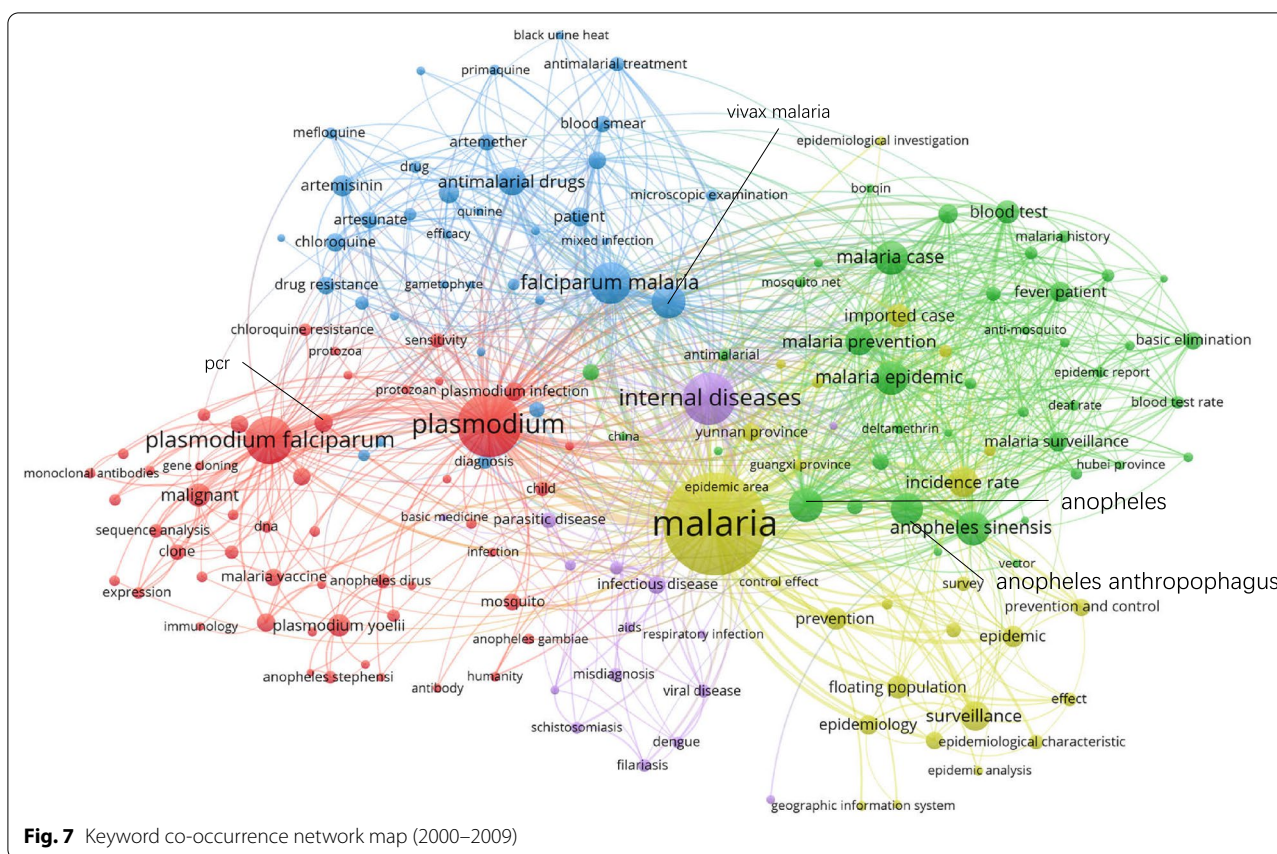 black urine heat
antimalarial treatment
primaquine
vivax malaria
blood smear
mefloquine
artemether
epidemiological investigation
drug
artemisinin
antimalarial drugs
borqin
microscopic examination
artesunate
quinine
patient
blood test
efficacy
chloroquine
mixed infection
malaria history
malaria case
drug resistance
gametophyte
falciparum malaria
mosquito net
fever patient
imported case
chloroquine resistance
sensitivity
anti-mosquito
protozoa
malaria prevention
basic elimination
antimalarial
pcr
malaria epidemic
epidemic report
protozoan
plasmodium infection
internal diseases
deaf rate
blood test rate
plasmodium
plasmodium falciparum
china
yunnan province
deltamethrin
malaria surveillance
diagnosis
gene cloning
monoclonal antibodies
guangxi province
hubei province
incidence rate
malignant
child
epidemic area
anopheles
basic medicine
parasitic disease
malaria
anopheles sinensis
sequence analysis
dna
clone
infection
vector
malaria vaccine
anopheles dirus
infectious disease
control effect
survey
anopheles anthropophagus
expression
mosquito
prevention and control
immunology
plasmodium yoelii
aids
respiratory infection
prevention
epidemic
anopheles gambiae
anopheles stephensi
humanity
misdiagnosis
antibody
viral disease
floating population
effect
schistosomiasis
epidemiology
surveillance
dengue
epidemiological characteristic
filariasis
epidemic analysis
geographic information system
Fig. 7 Keyword co-occurrence network map (2000–2009)